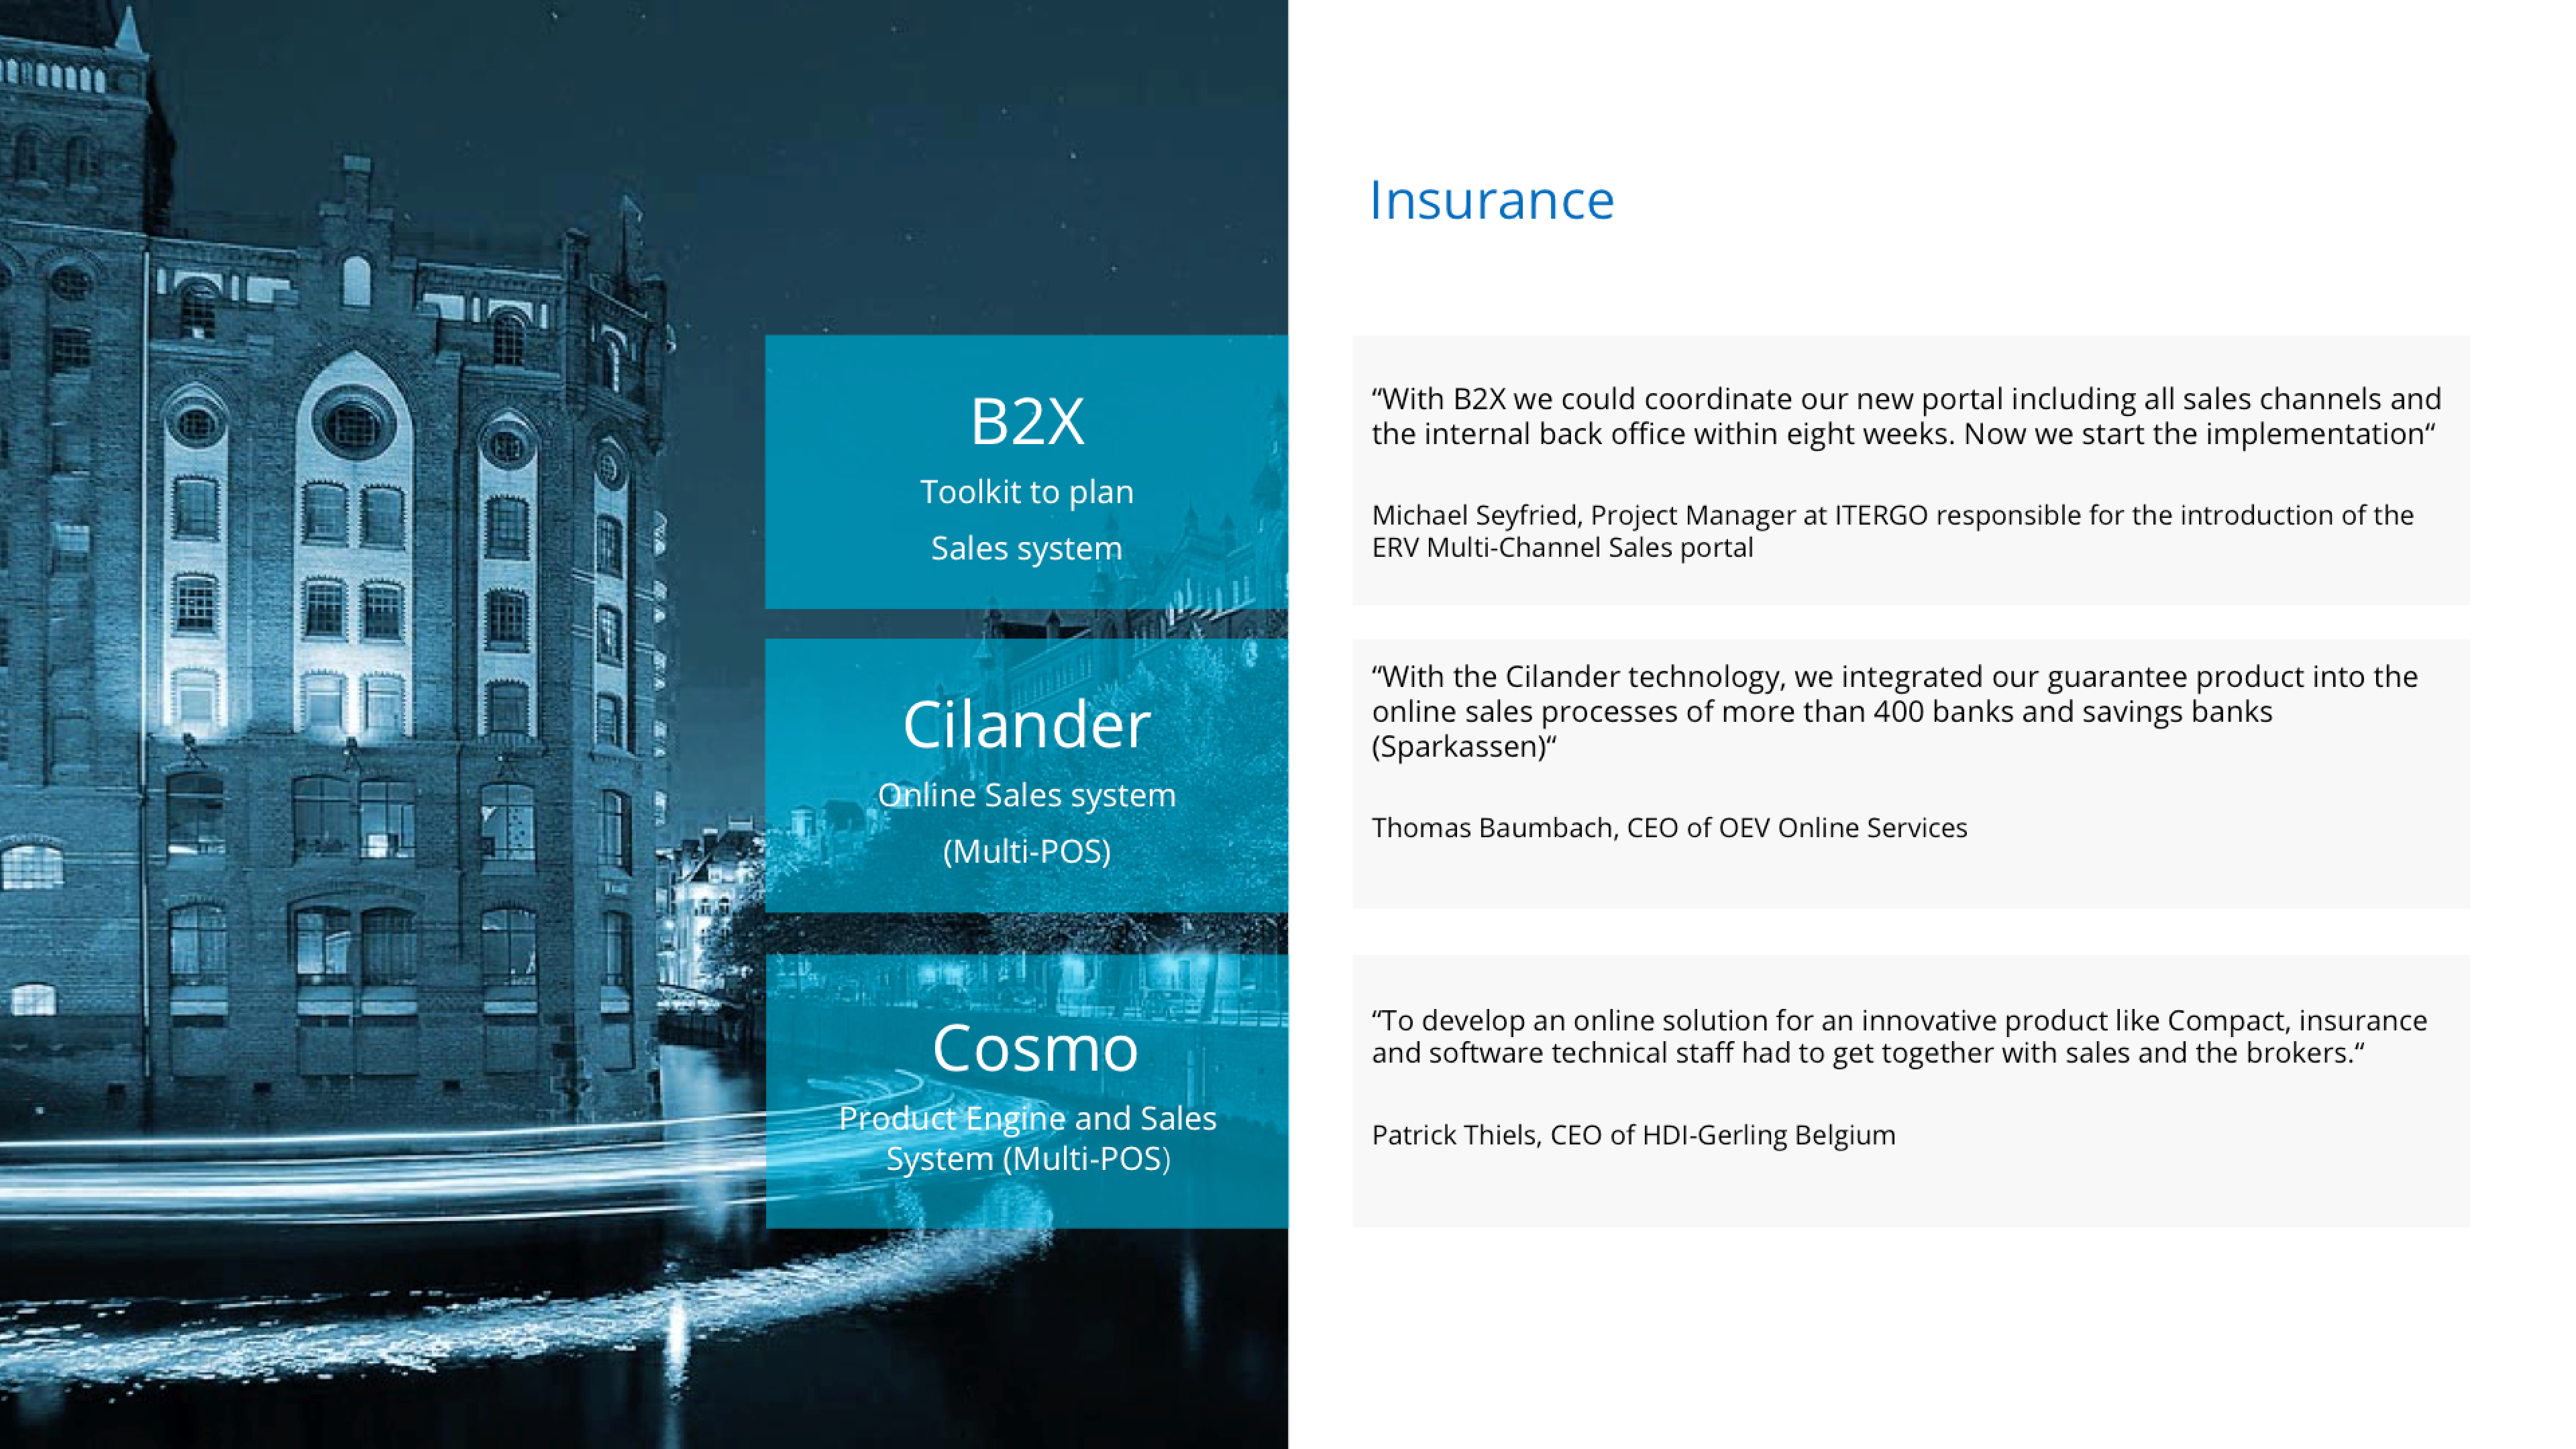 Insurance
B2X
Toolkit to plan
Sales system
“With B2X we could coordinate our new portal including all sales channels and
the internal back office within eight weeks. Now we start the implementation“
Michael Seyfried, Project Manager at ITERGO responsible for the introduction of the
ERV Multi-Channel Sales portal
Cilander
Online Sales system
(Multi-POS)
“With the Cilander technology, we integrated our guarantee product into the
online sales processes of more than 400 banks and savings banks
(Sparkassen)“
Thomas Baumbach, CEO of OEV Online Services
Cosmo
Product Engine and Sales
System (Multi-POS)
“To develop an online solution for an innovative product like Compact, insurance
and software technical staff had to get together with sales and the brokers.“
Patrick Thiels, CEO of HDI-Gerling Belgium